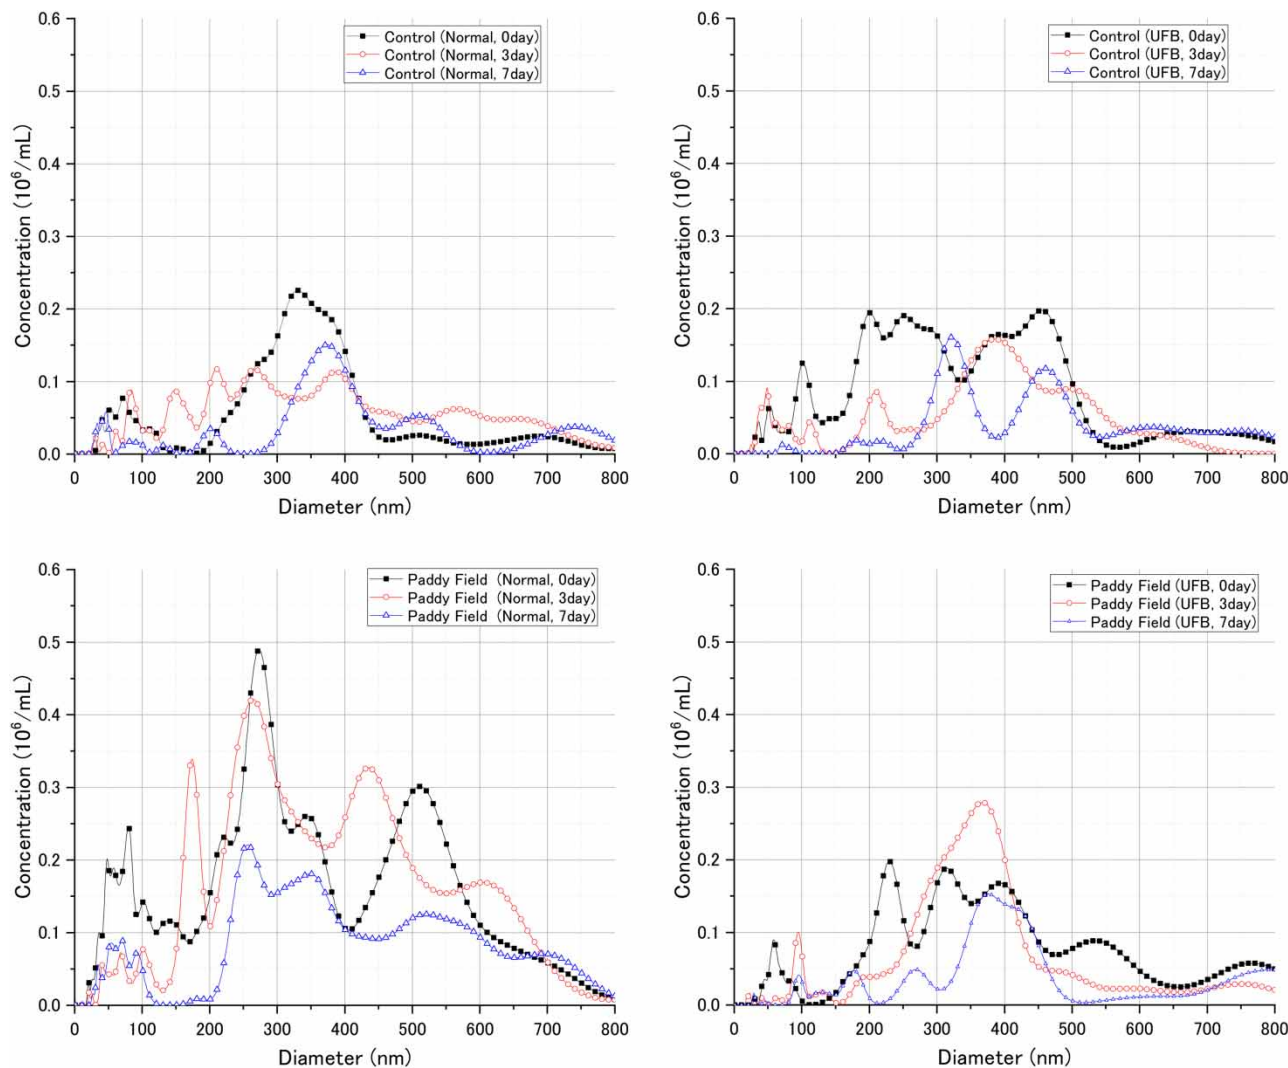 0.6
0.5
0.4
0.3
0.2
0.1
0.0
Concentration (10⁶/mL)
Control (Normal, 0day)
Control (Normal, 3day)
Control (Normal, 7day)
0 100 200 300 400 500 600 700 800
Diameter (nm)
0.6
0.5
0.4
0.3
0.2
0.1
0.0
Concentration (10⁶/mL)
Control (UFB, 0day)
Control (UFB, 3day)
Control (UFB, 7day)
0 100 200 300 400 500 600 700 800
Diameter (nm)
0.6
0.5
0.4
0.3
0.2
0.1
0.0
Concentration (10⁶/mL)
Paddy Field (Normal, 0day)
Paddy Field (Normal, 3day)
Paddy Field (Normal, 7day)
0 100 200 300 400 500 600 700 800
Diameter (nm)
0.6
0.5
0.4
0.3
0.2
0.1
0.0
Concentration (10⁶/mL)
Paddy Field (UFB, 0day)
Paddy Field (UFB, 3day)
Paddy Field (UFB, 7day)
0 100 200 300 400 500 600 700 800
Diameter (nm)